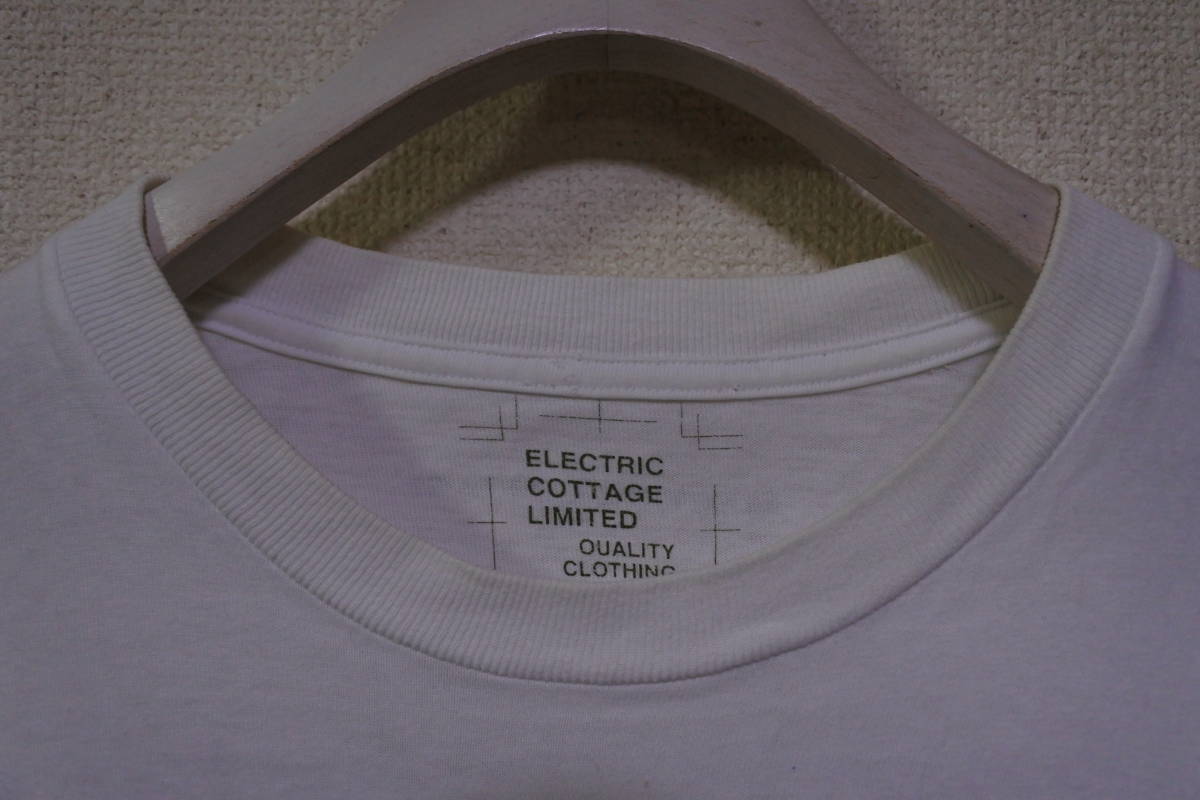 ELECTRIC
COTTAGE
LIMITED
QUALITY
CLOTHING